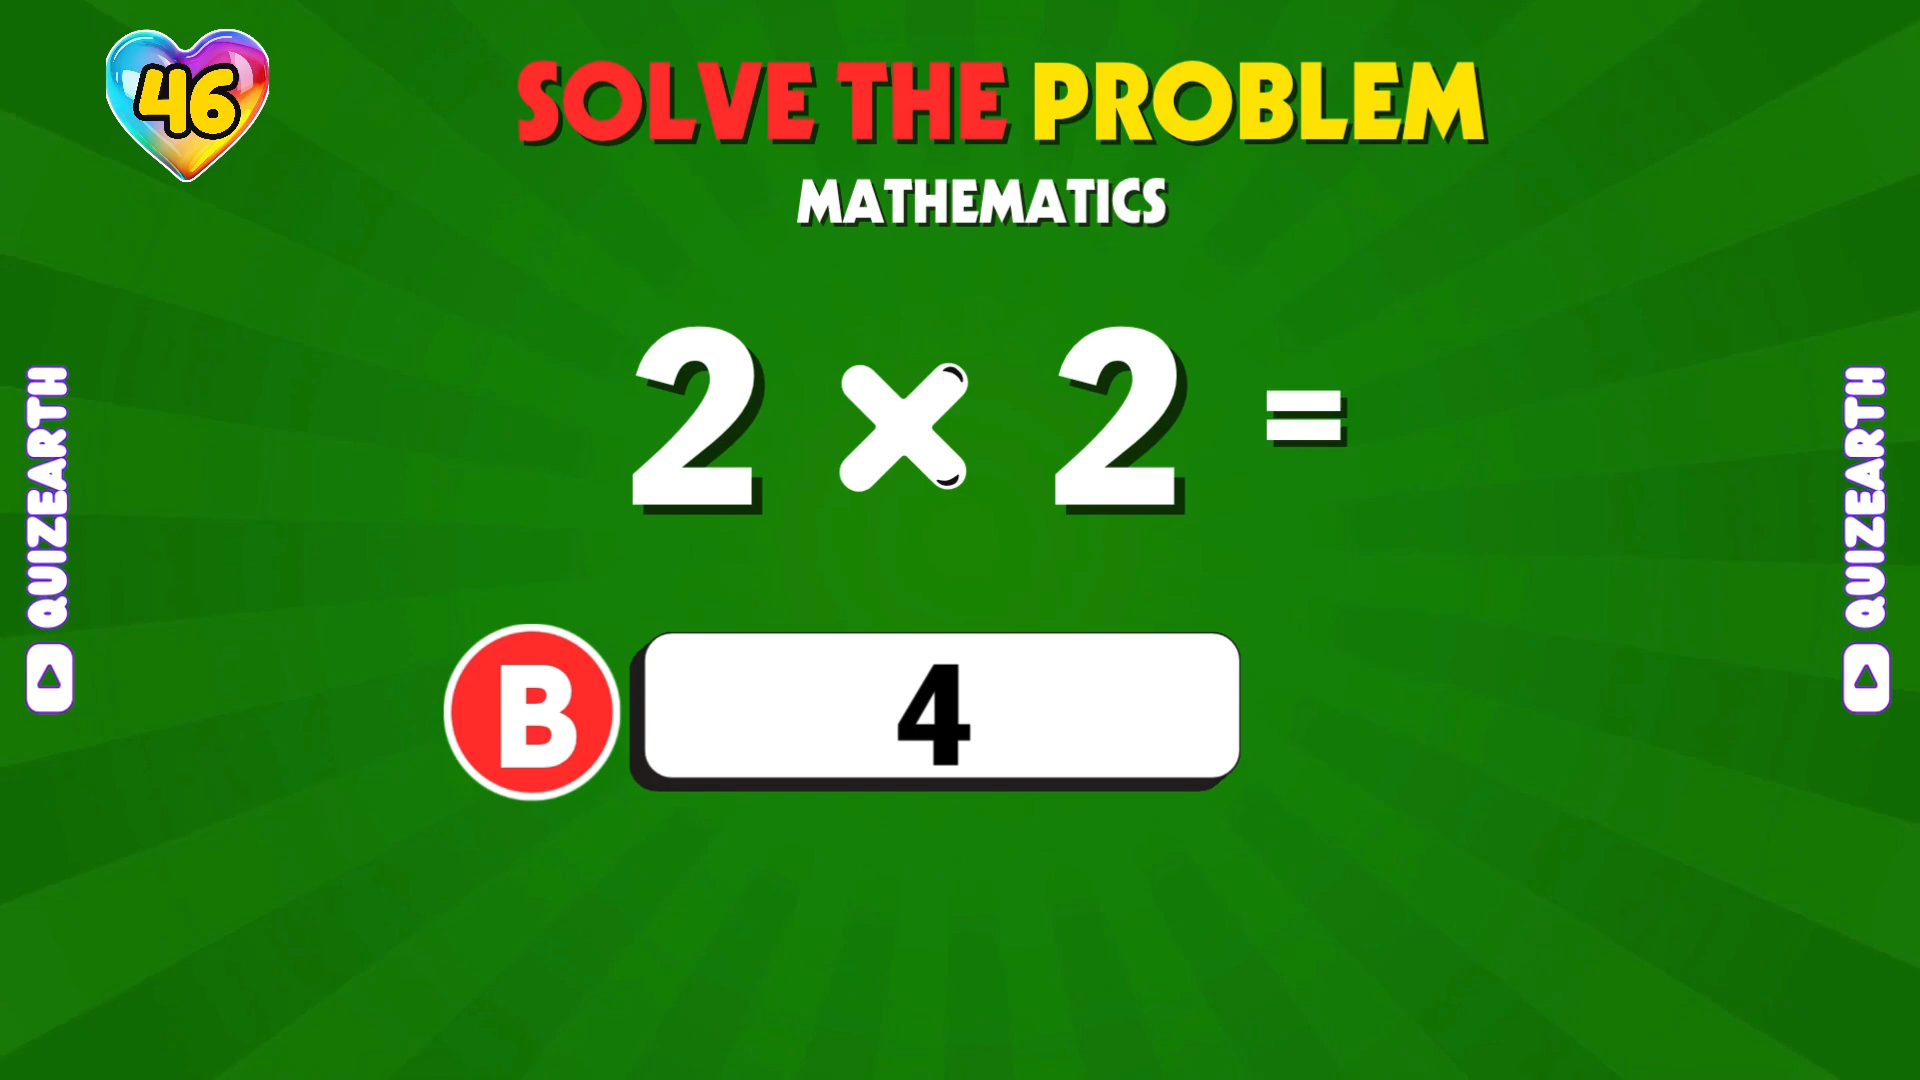 46
SOLVE THE PROBLEM
MATHEMATICS
2 × 2 =
B 4
QUIZEARTH
QUIZEARTH